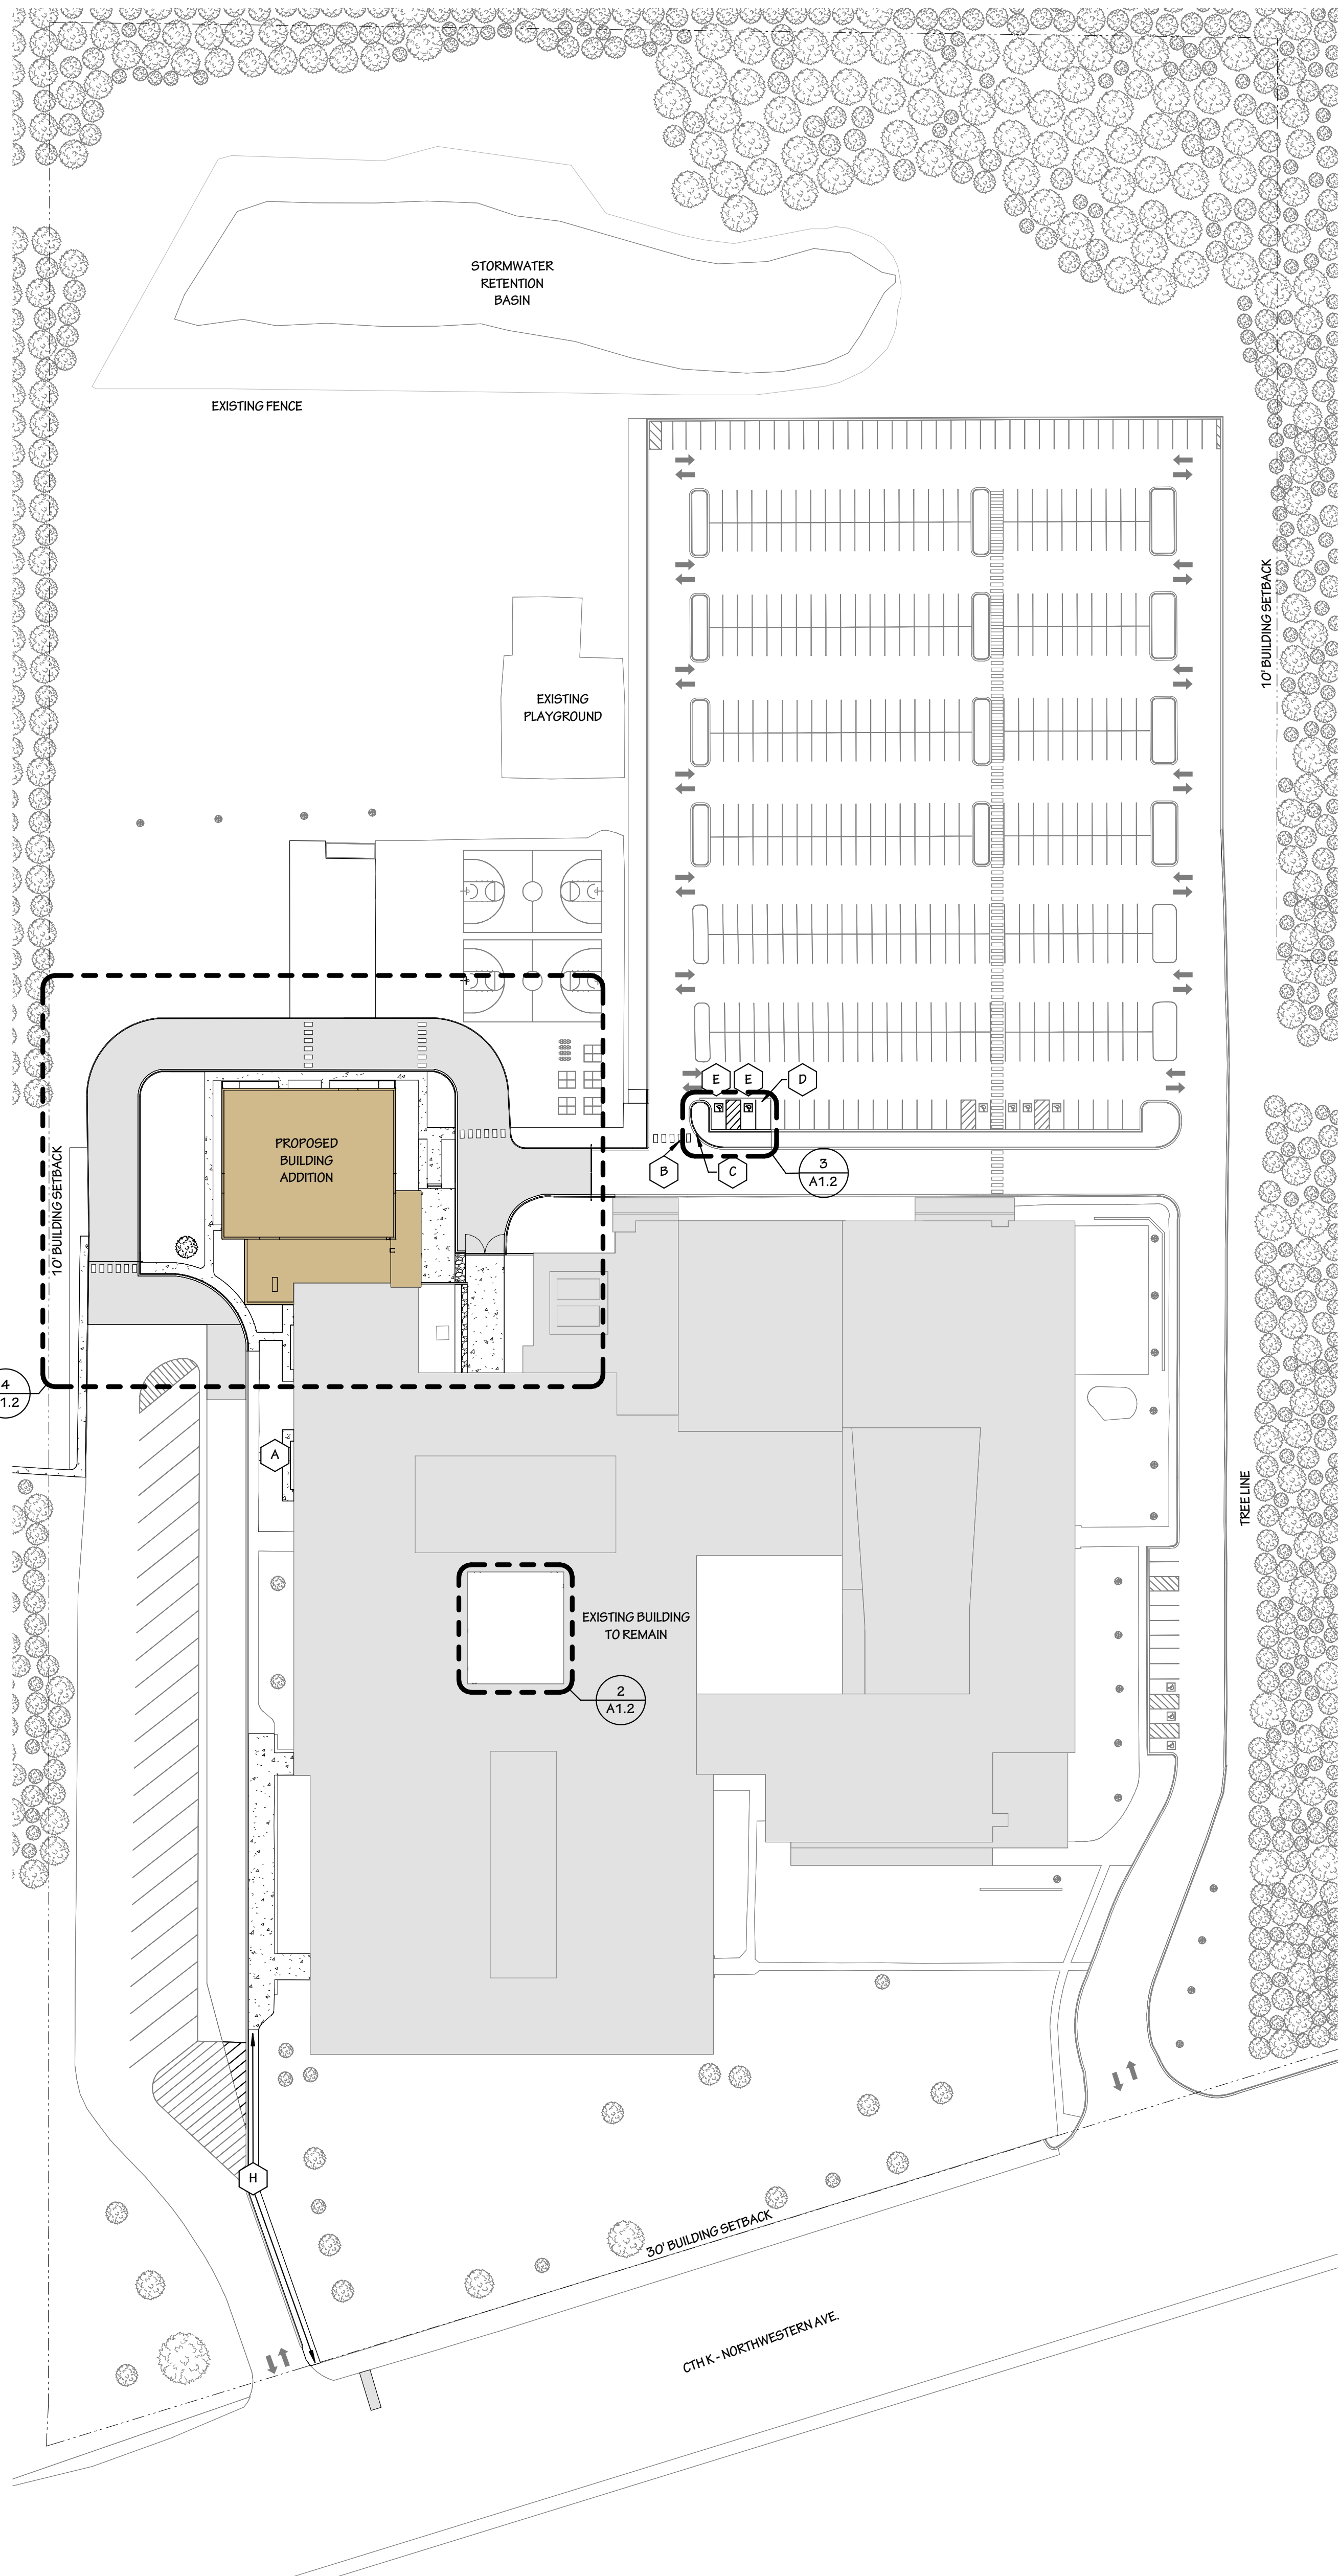 STORMWATER
RETENTION
BASIN
EXISTING FENCE
10' BUILDING SETBACK
EXISTING
PLAYGROUND
E
E
D
B
C
3
A1.2
PROPOSED
BUILDING
ADDITION
10' BUILDING SETBACK
4
1.2
A
TREE LINE
EXISTING BUILDING
TO REMAIN
2
A1.2
H
30' BUILDING SETBACK
CTH K - NORTHWESTERN AVE.